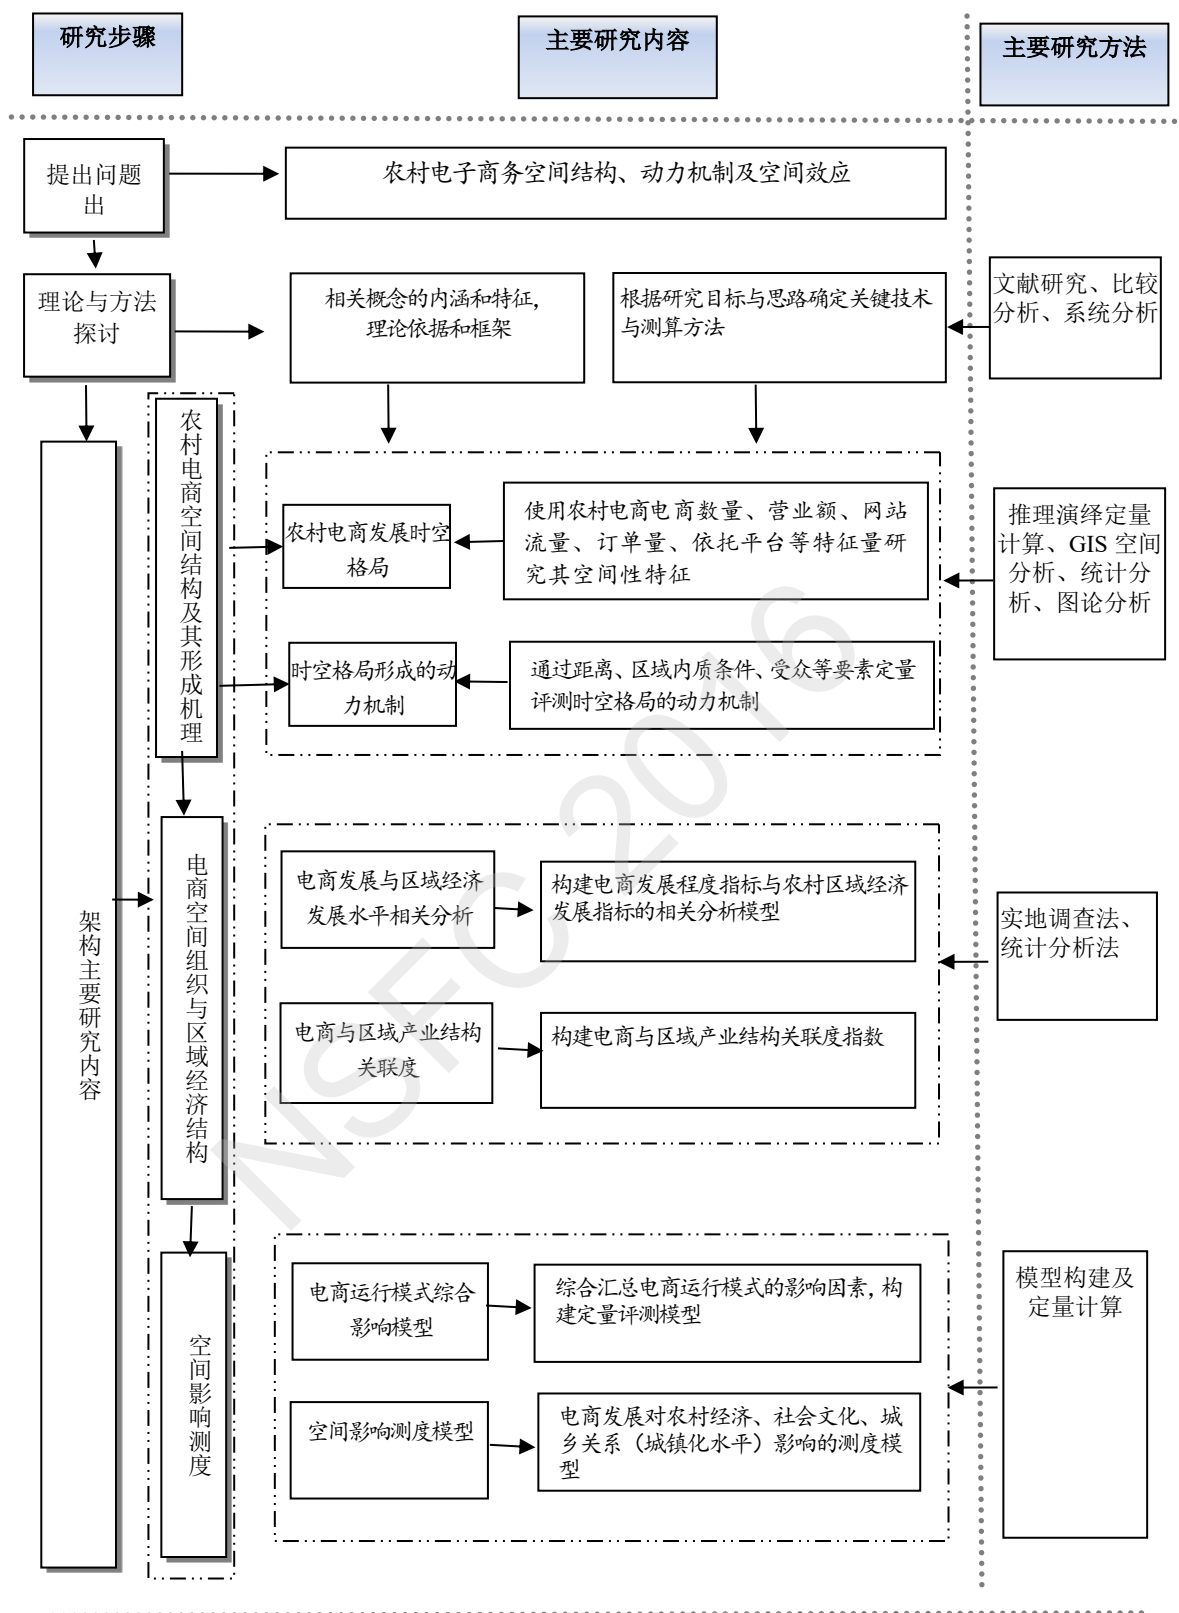 研究步骤
主要研究内容
主要研究方法
提出问题
出
农村电子商务空间结构、动力机制及空间效应
理论与方法
探讨
相关概念的内涵和特征,
理论依据和框架
根据研究目标与思路确定关键技术
与测算方法
文献研究、比较
分析、系统分析
架构主要研究内容
农村电商空间结构及其形成机理
农村电商发展时空
格局
使用农村电商电商数量、营业额、网站
流量、订单量、依托平台等特征量研
究其空间性特征
推理演绎定量
计算、GIS 空间
分析、统计分
析、图论分析
时空格局形成的动
力机制
通过距离、区域内质条件、受众等要素定量
评测时空格局的动力机制
电商空间组织与区域经济结构
电商发展与区域经济
发展水平相关分析
构建电商发展程度指标与农村区域经济
发展指标的相关分析模型
实地调查法、
统计分析法
电商与区域产业结构
关联度
构建电商与区域产业结构关联度指数
空间影响测度
电商运行模式综合
影响模型
综合汇总电商运行模式的影响因素,构
建定量评测模型
模型构建及
定量计算
空间影响测度模型
电商发展对农村经济、社会文化、城
乡关系（城镇化水平）影响的测度模
型
NSFC 2016